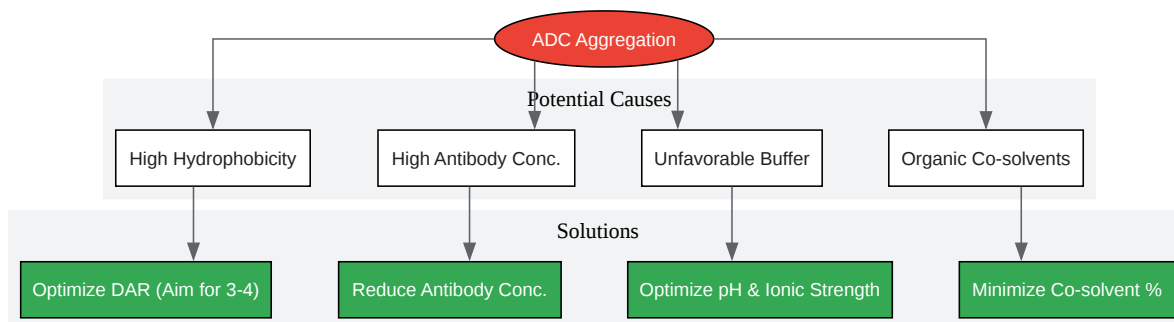 ADC Aggregation
Potential Causes
High Hydrophobicity
High Antibody Conc.
Unfavorable Buffer
Organic Co-solvents
Solutions
Optimize DAR (Aim for 3-4)
Reduce Antibody Conc.
Optimize pH & Ionic Strength
Minimize Co-solvent %